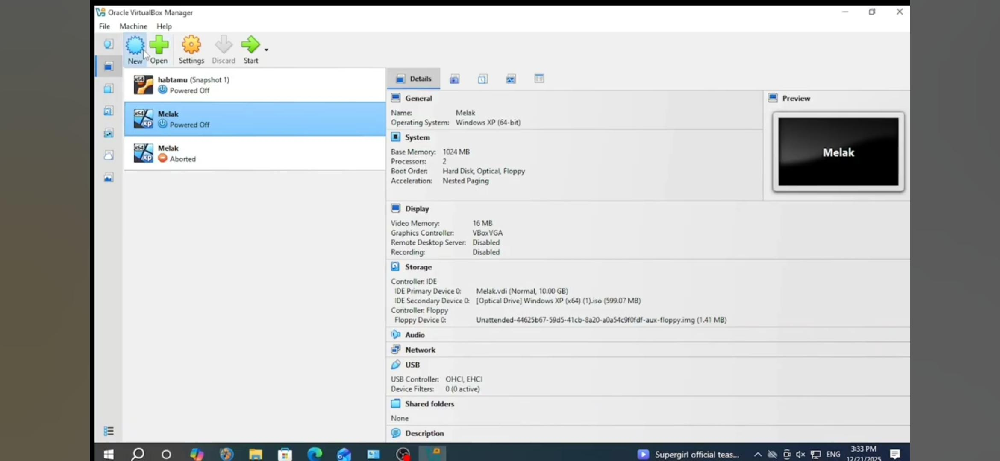 Oracle VirtualBox Manager
File Machine Help
New Open Settings Discard Start
habtamu (Snapshot 1)
Powered Off
Melak
Powered Off
Melak
Aborted
Details
General
Name: Melak
Operating System: Windows XP (64-bit)
System
Base Memory: 1024 MB
Processors: 2
Boot Order: Hard Disk, Optical, Floppy
Acceleration: Nested Paging
Preview
Melak
Display
Video Memory: 16 MB
Graphics Controller: VBoxVGA
Remote Desktop Server: Disabled
Recording: Disabled
Storage
Controller: IDE
IDE Primary Device 0: Melak.vdi (Normal, 10.00 GB)
IDE Secondary Device 0: [Optical Drive] Windows XP (x64) (1).iso (599.07 MB)
Controller: Floppy
Floppy Device 0: Unattended-44625b67-59d5-41cb-8a20-a0a54c9f0fdf-aux-floppy.img (1.41 MB)
Audio
Network
USB
USB Controller: OHCI, EHCI
Device Filters: 0 (0 active)
Shared folders
None
Description
Supergirl official teas... ENG 3:33 PM
12/21/2025